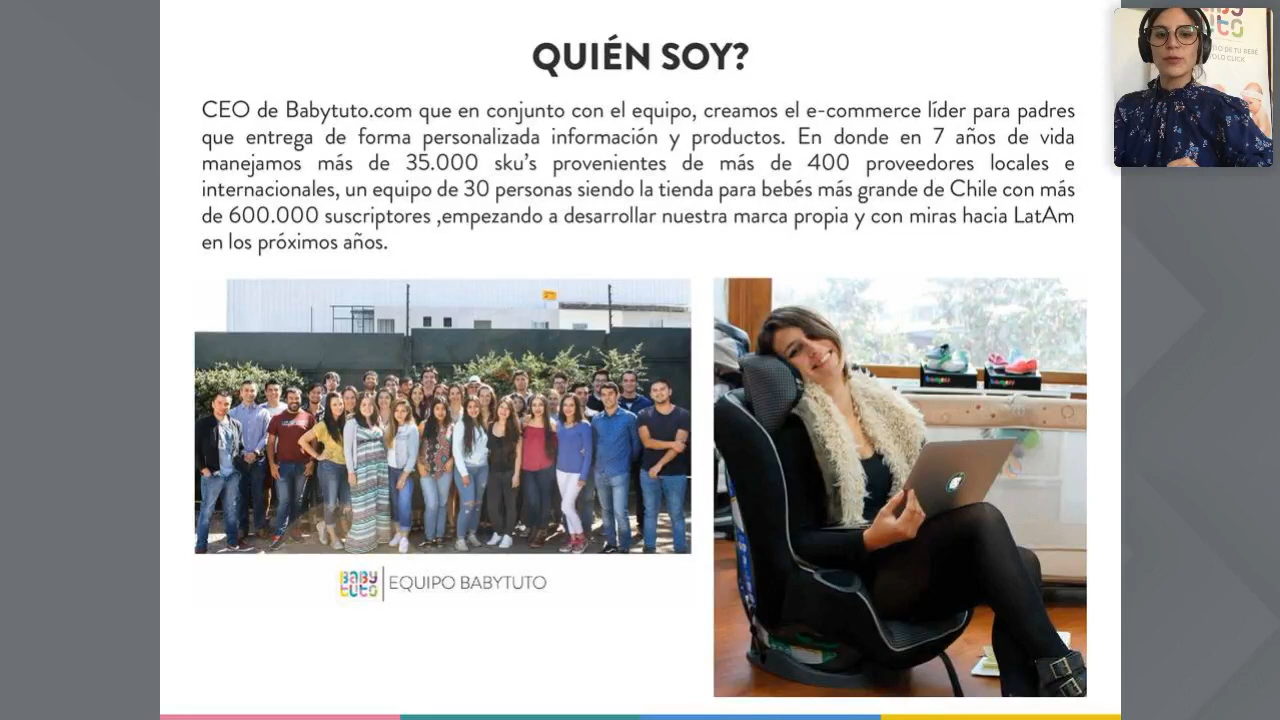 QUIÉN SOY?
CEO de Babytuto.com que en conjunto con el equipo, creamos el e-commerce líder para padres
que entrega de forma personalizada información y productos. En donde en 7 años de vida
manejamos más de 35.000 sku's provenientes de más de 400 proveedores locales e
internacionales, un equipo de 30 personas siendo la tienda para bebés más grande de Chile con más
de 600.000 suscriptores ,empezando a desarrollar nuestra marca propia y con miras hacia LatAm
en los próximos años.
BABY
TUTO
EQUIPO BABYTUTO